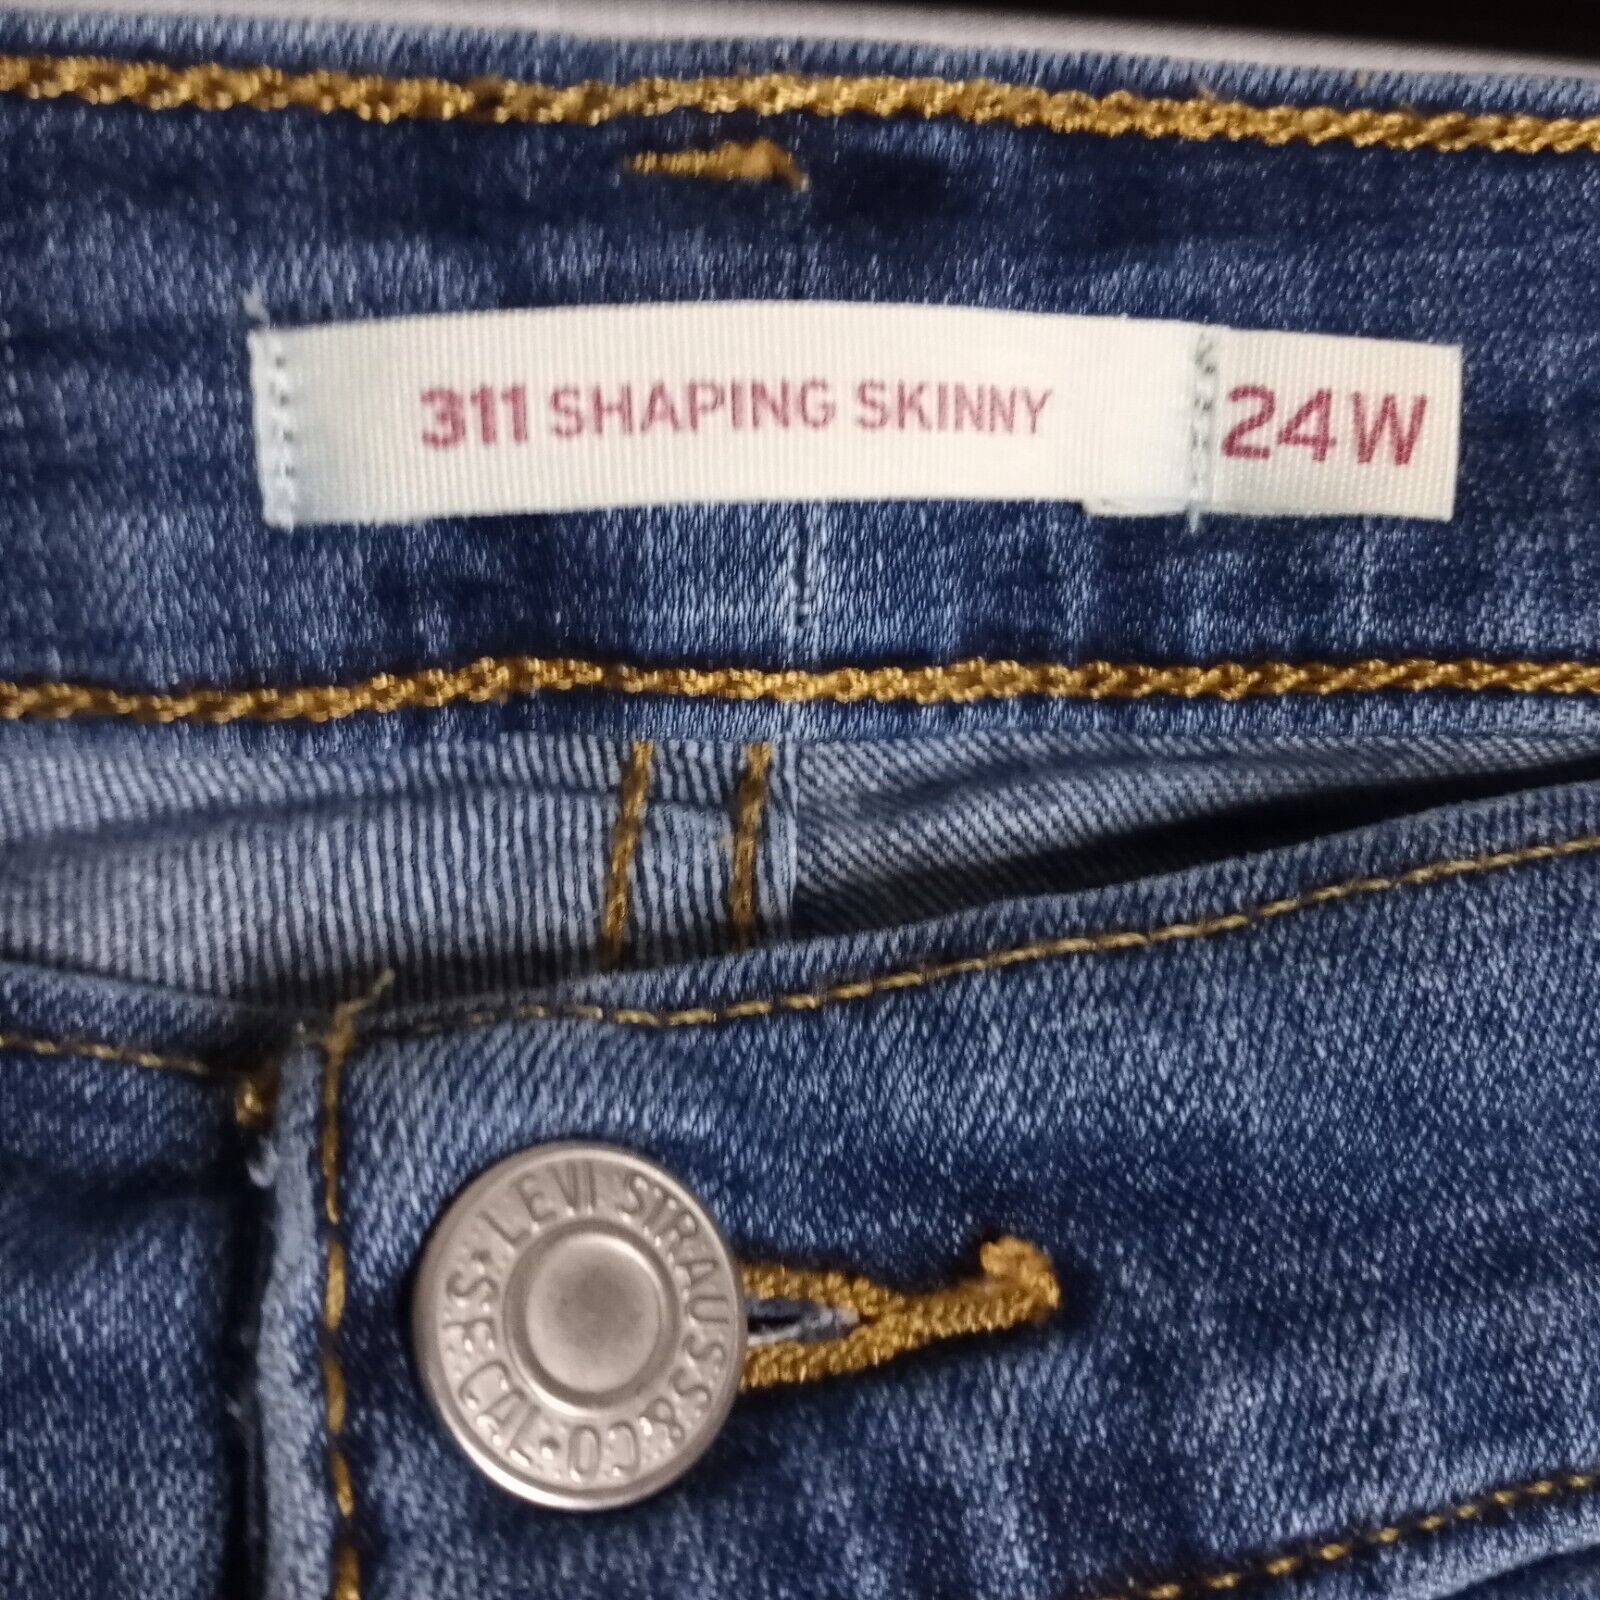 311 SHAPING SKINNY
24W
LEVI STRAUSS & CO • S.F. CAL •